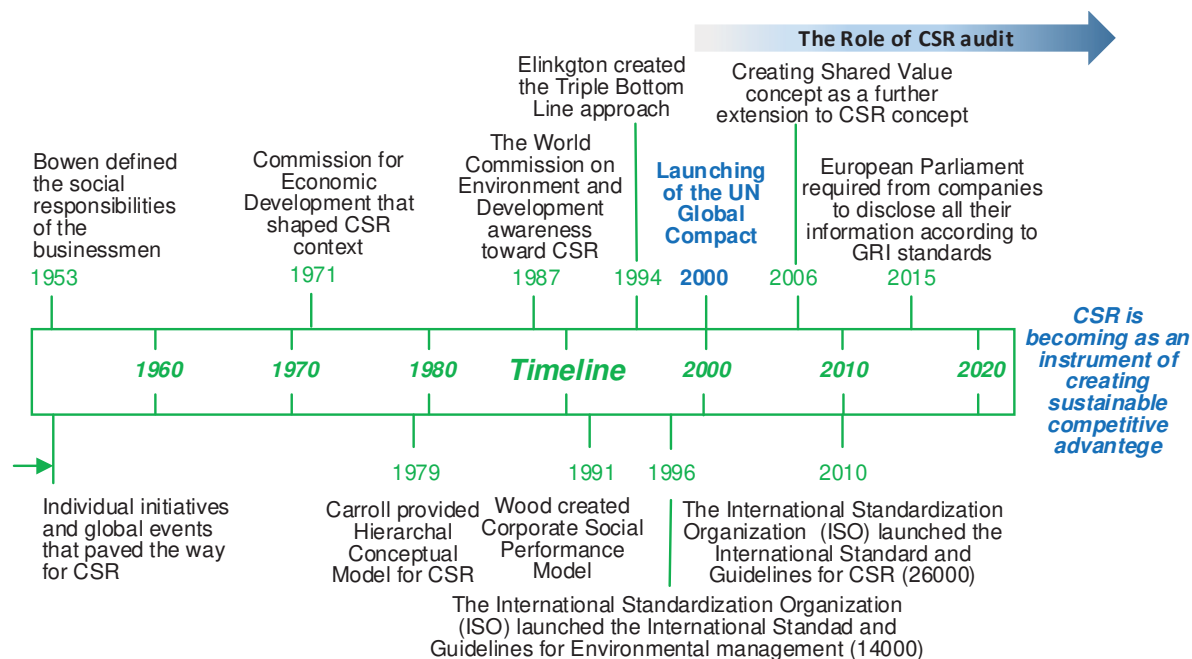 The Role of CSR audit
Elinkgton created
the Triple Bottom
Line approach
Creating Shared Value
concept as a further
extension to CSR concept
Bowen defined
the social
responsibilities
of the
businessmen
1953
Commission for
Economic
Development that
shaped CSR
context
1971
The World
Commission on
Environment and
Development
awareness
toward CSR
1987
1994
Launching
of the UN
Global
Compact
2000
2006
European Parliament
required from companies
to disclose all their
information according to
GRI standards
2015
1960
1970
1980
Timeline
2000
2010
2020
CSR is
becoming as an
instrument of
creating
sustainable
competitive
advantege
Individual initiatives
and global events
that paved the way
for CSR
1979
Carroll provided
Hierarchal
Conceptual
Model for CSR
1991
Wood created
Corporate Social
Performance
Model
1996
2010
The International Standardization
Organization (ISO) launched the
International Standard and
Guidelines for CSR (26000)
The International Standardization Organization
(ISO) launched the International Standad and
Guidelines for Environmental management (14000)